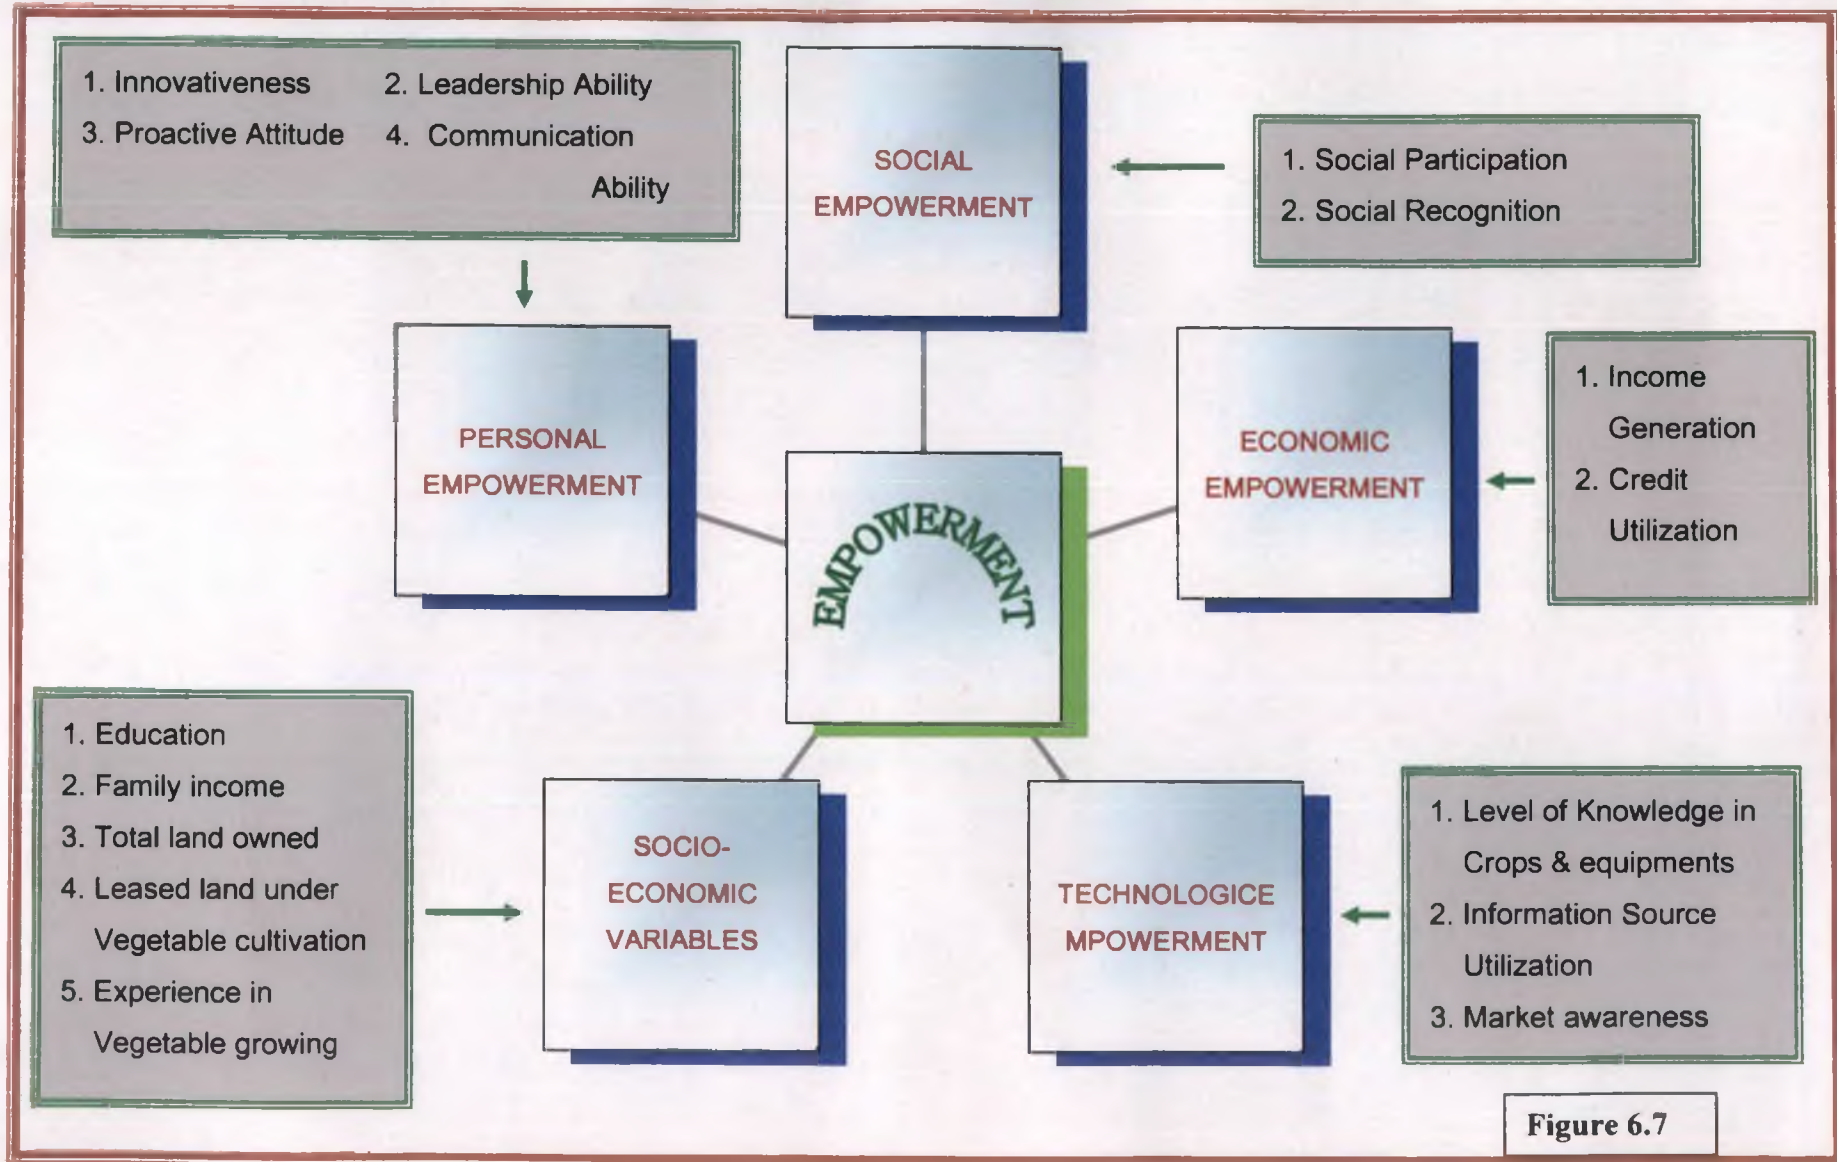 1. Innovativeness 2. Leadership Ability
3. Proactive Attitude 4. Communication
Ability
SOCIAL
EMPOWERMENT
1. Social Participation
2. Social Recognition
PERSONAL
EMPOWERMENT
ECONOMIC
EMPOWERMENT
1. Income
Generation
2. Credit
Utilization
EMPOWERMENT
1. Education
2. Family income
3. Total land owned
4. Leased land under
Vegetable cultivation
5. Experience in
Vegetable growing
SOCIO-
ECONOMIC
VARIABLES
TECHNOLOGICE
MPOWERMENT
1. Level of Knowledge in
Crops & equipments
2. Information Source
Utilization
3. Market awareness
Figure 6.7